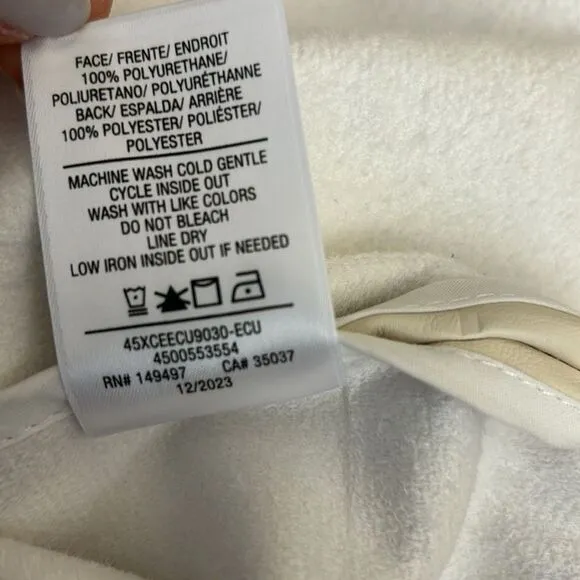 FACE/ FRENTE/ ENDROIT
100% POLYURETHANE/
POLIURETANO/ POLYURÉTHANNE
BACK/ ESPALDA/ ARRIÈRE
100% POLYESTER/ POLIÉSTER/
POLYESTER
MACHINE WASH COLD GENTLE
CYCLE INSIDE OUT
WASH WITH LIKE COLORS
DO NOT BLEACH
LINE DRY
LOW IRON INSIDE OUT IF NEEDED
45XCEECU9030-ECU
4500553554
RN# 149497 CA# 35037
12/2023